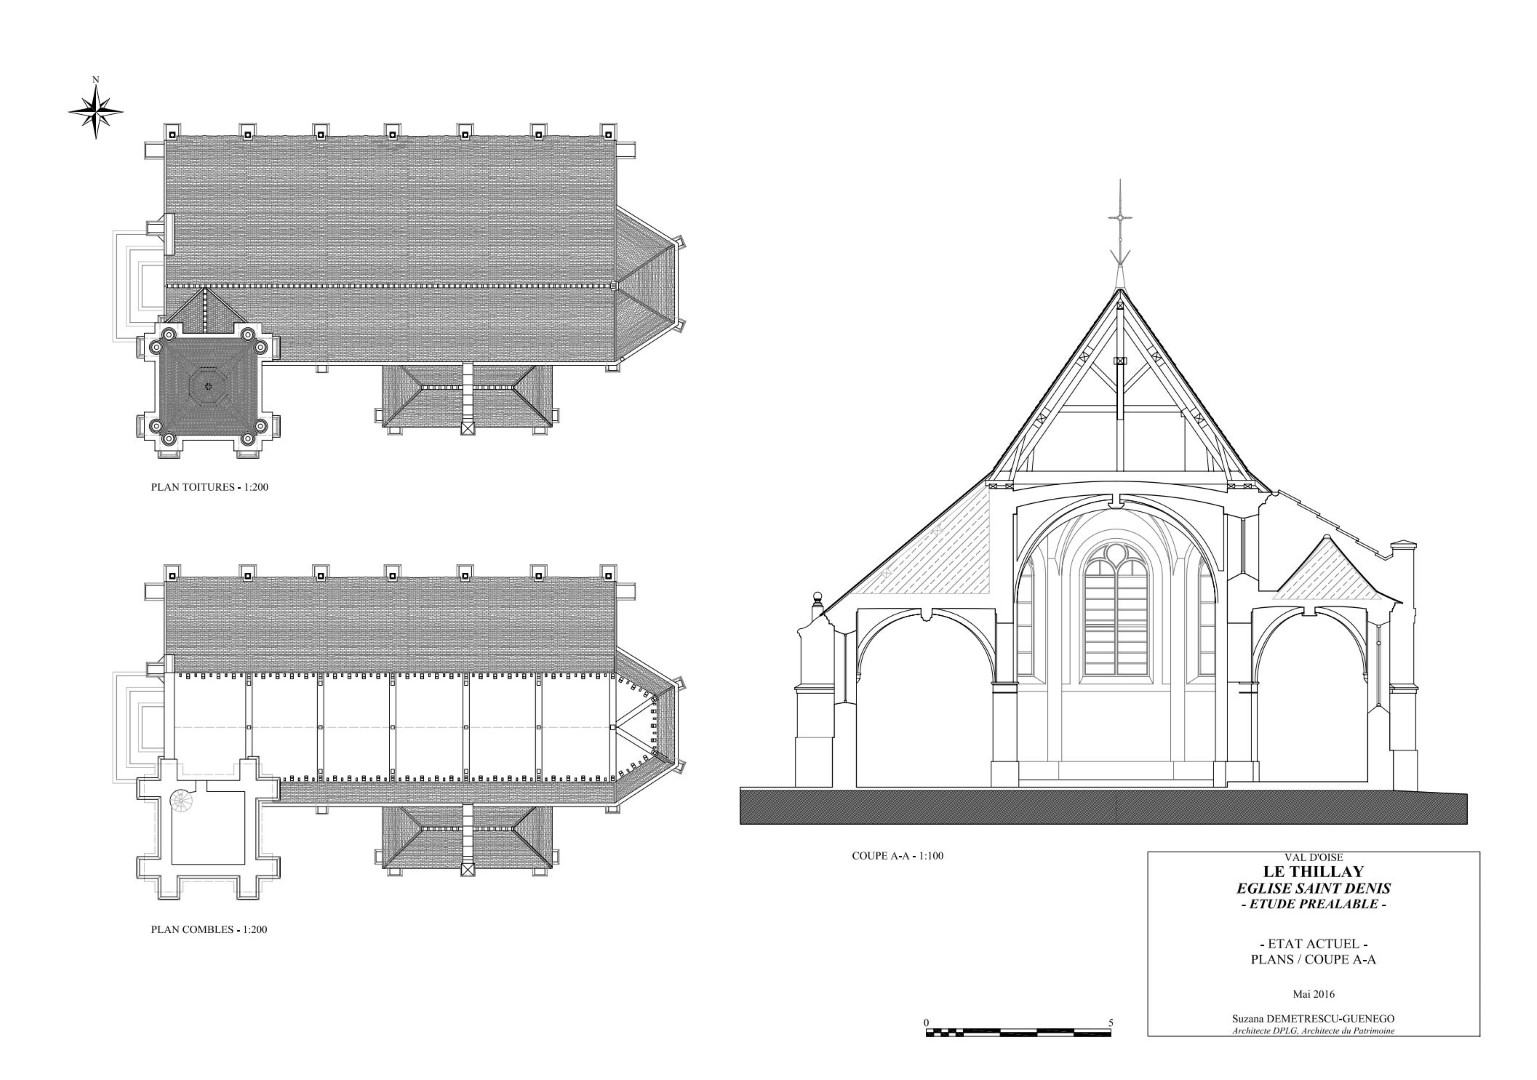 N
PLAN TOITURES - 1:200
PLAN COMBLES - 1:200
COUPE A-A - 1:100
VAL D'OISE
LE THILLAY
EGLISE SAINT DENIS
- ETUDE PREALABLE -
- ETAT ACTUEL -
PLANS / COUPE A-A
Mai 2016
Suzana DEMETRESCU-GUENEGO
Architecte DPLG, Architecte du Patrimoine
0 5